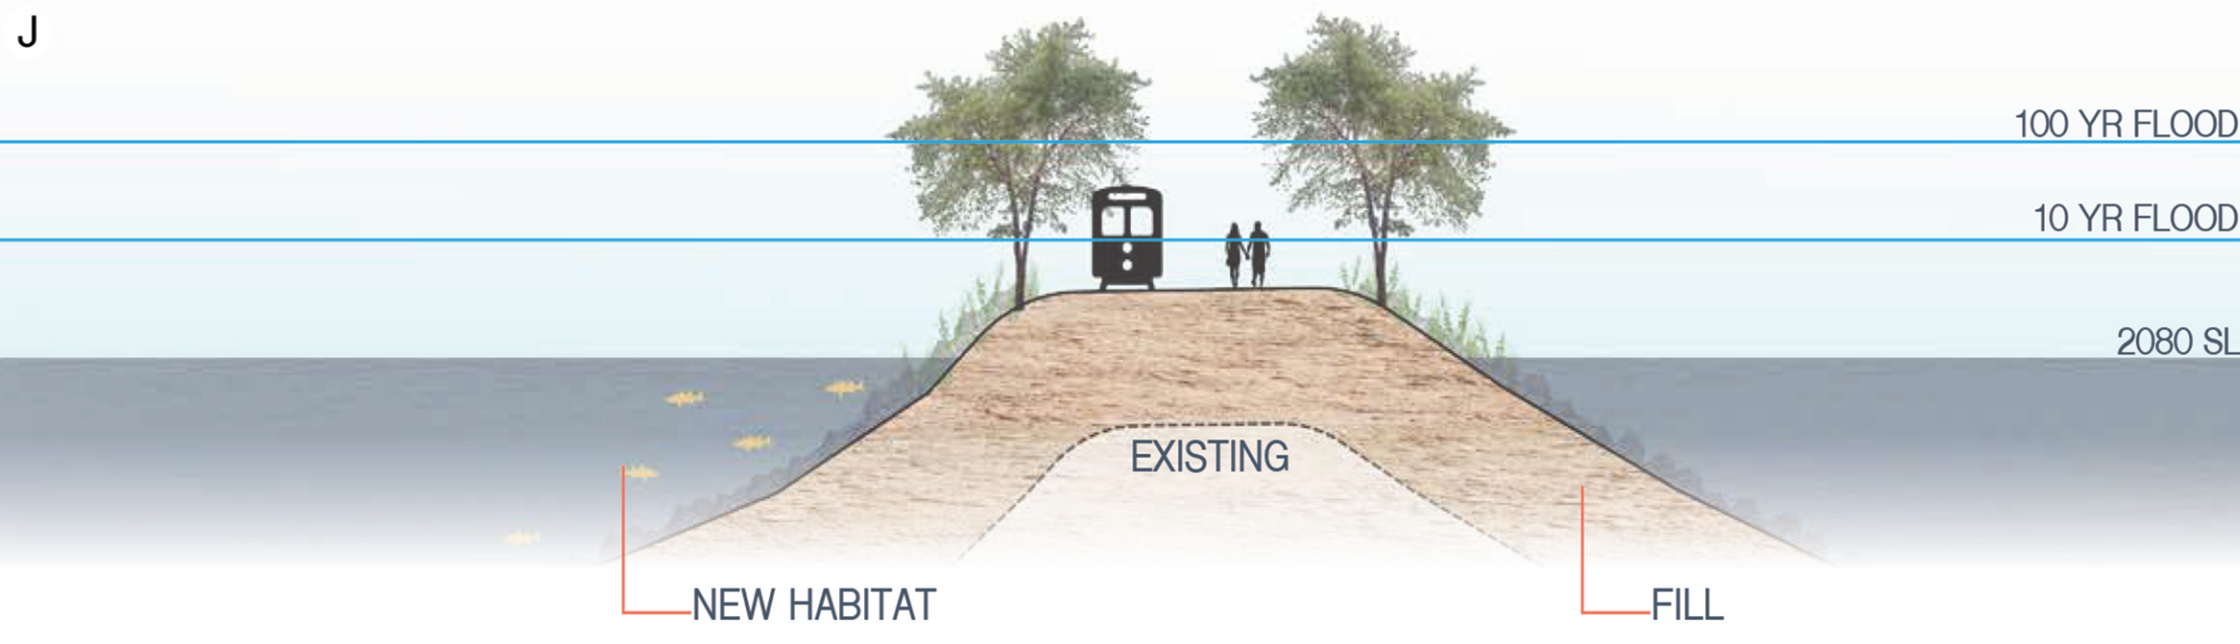 J
100 YR FLOOD
10 YR FLOOD
2080 SL
EXISTING
NEW HABITAT
FILL